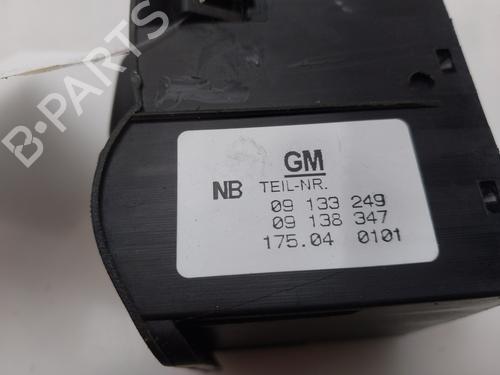 GM
NB TEIL-NR.
09 133 249
09 138 347
175.04 0101
B-PARTS